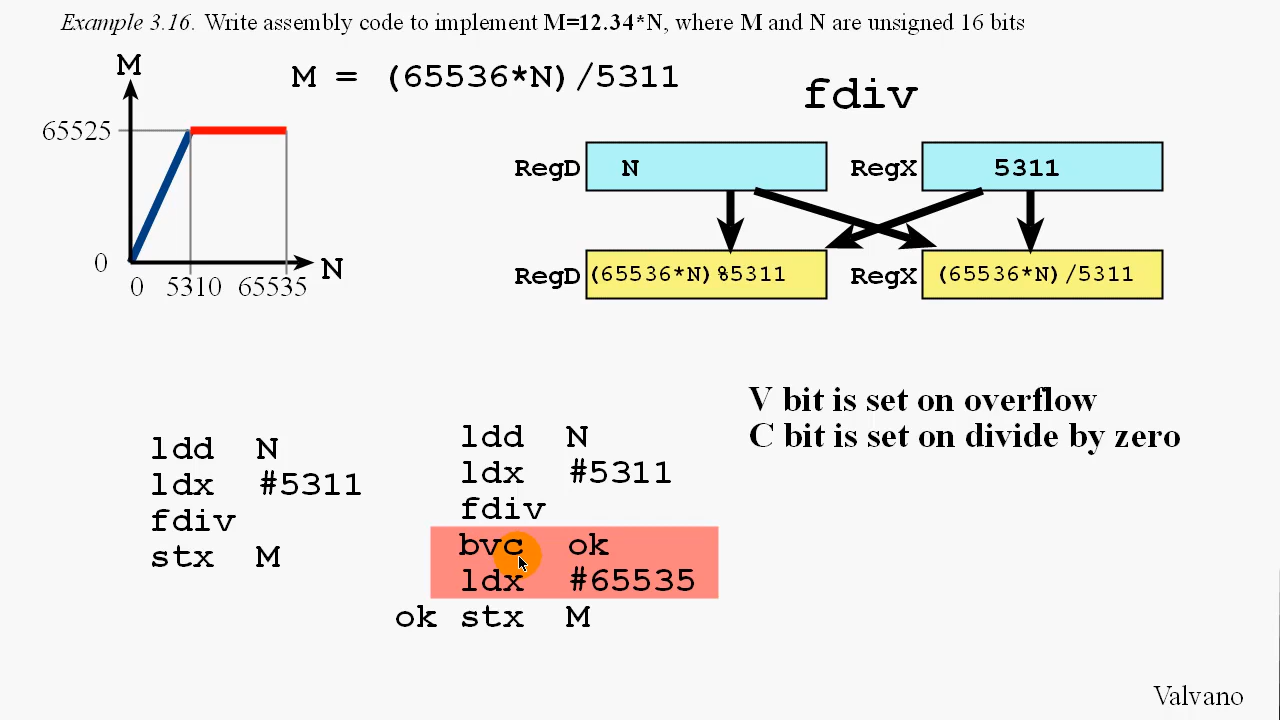 Example 3.16. Write assembly code to implement M=12.34*N, where M and N are unsigned 16 bits
M
M = (65536*N)/5311
fdiv
65525
0
N
0 5310 65535
RegD N RegX 5311
RegD (65536*N)%5311 RegX (65536*N)/5311
V bit is set on overflow
C bit is set on divide by zero
ldd N
ldx #5311
fdiv
stx M
ldd N
ldx #5311
fdiv
bvc ok
ldx #65535
ok stx M
Valvano